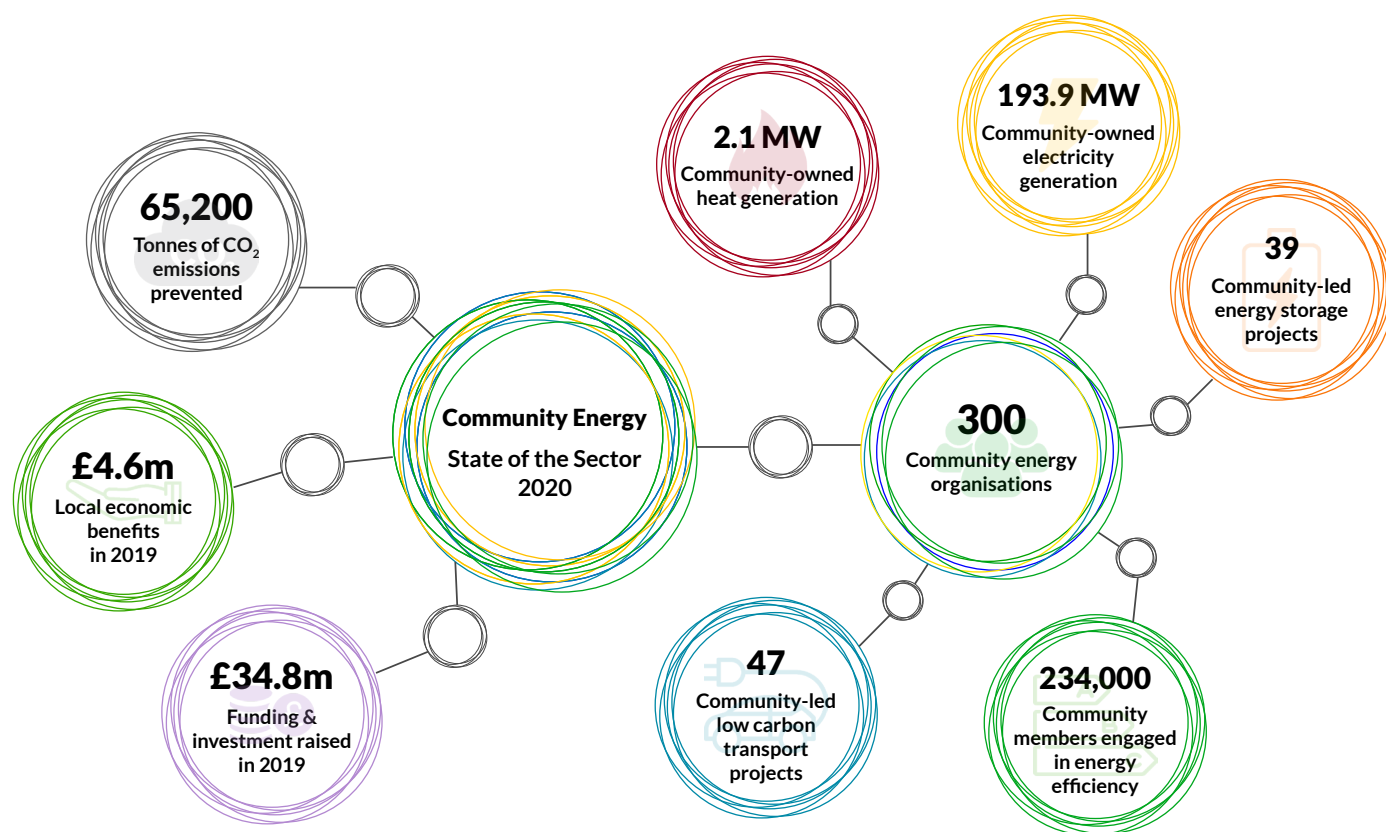 193.9 MW
Community-owned
electricity
generation
2.1 MW
Community-owned
heat generation
65,200
Tonnes of CO₂
emissions
prevented
39
Community-led
energy storage
projects
Community Energy
State of the Sector
2020
300
Community energy
organisations
£4.6m
Local economic
benefits
in 2019
£34.8m
Funding &
investment raised
in 2019
47
Community-led
low carbon
transport
projects
234,000
Community
members engaged
in energy
efficiency